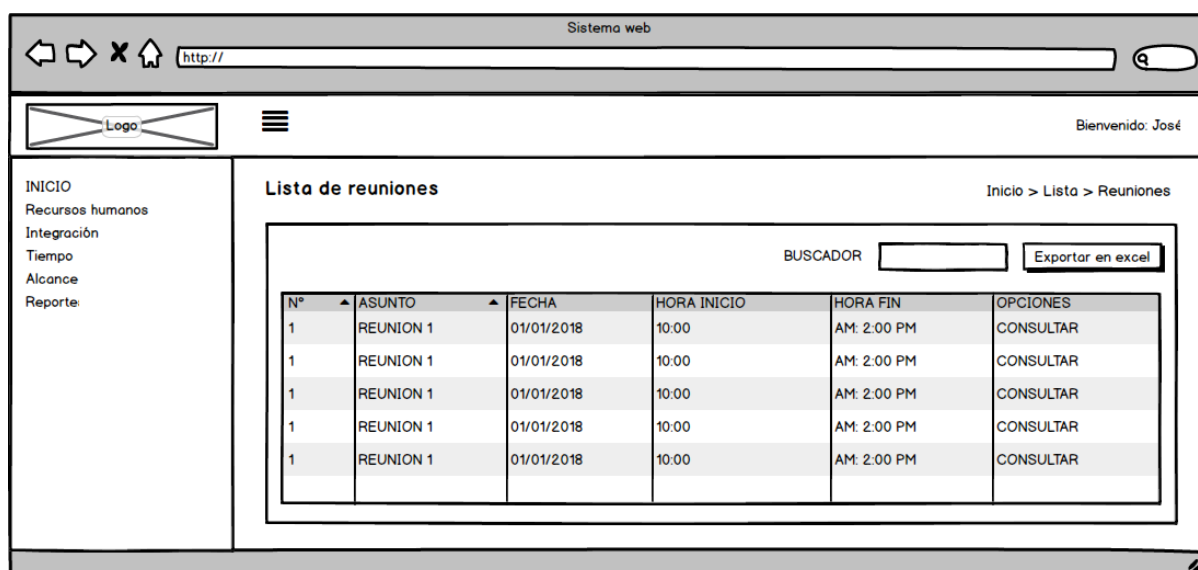 Sistema web
http://
Logo
Bienvenido: José
INICIO
Recursos humanos
Integración
Tiempo
Alcance
Reporte
Lista de reuniones
Inicio > Lista > Reuniones
BUSCADOR Exportar en excel
N° ASUNTO FECHA HORA INICIO HORA FIN OPCIONES
1 REUNION 1 01/01/2018 10:00 AM: 2:00 PM CONSULTAR
1 REUNION 1 01/01/2018 10:00 AM: 2:00 PM CONSULTAR
1 REUNION 1 01/01/2018 10:00 AM: 2:00 PM CONSULTAR
1 REUNION 1 01/01/2018 10:00 AM: 2:00 PM CONSULTAR
1 REUNION 1 01/01/2018 10:00 AM: 2:00 PM CONSULTAR